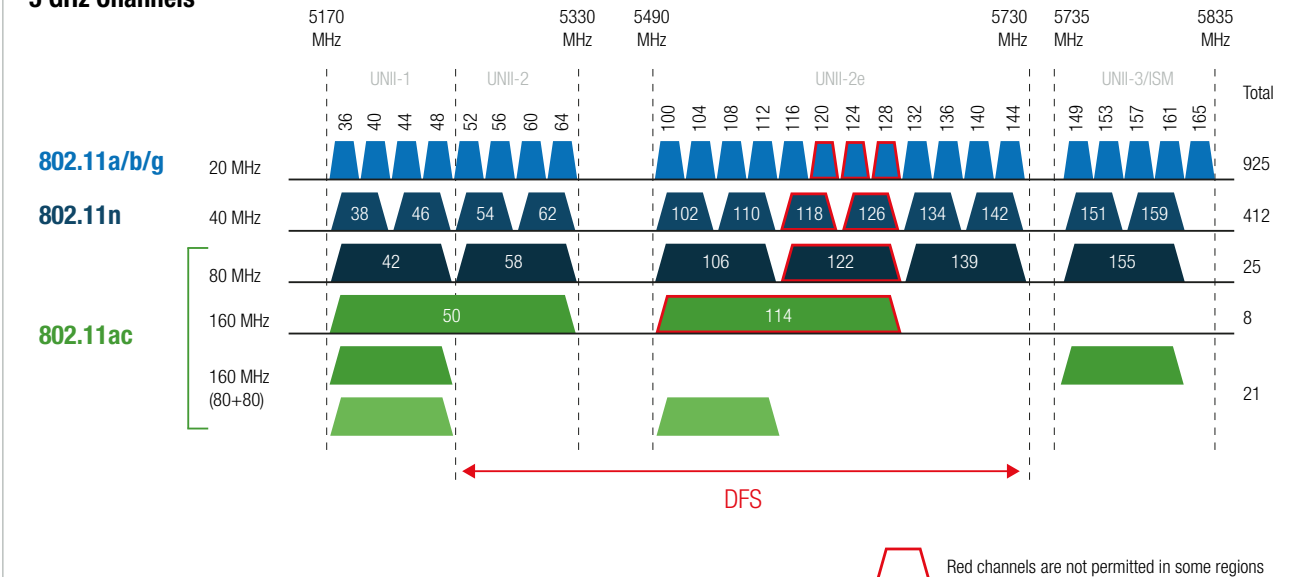 5 GHz Channels
5170 MHz
5330 MHz
5490 MHz
5730 MHz
5735 MHz
5835 MHz
UNII-1
UNII-2
UNII-2e
UNII-3/ISM
Total
36 40 44 48 52 56 60 64 100 104 108 112 116 120 124 128 132 136 140 144 149 153 157 161 165
802.11a/b/g
20 MHz
925
802.11n
40 MHz
38 46 54 62 102 110 118 126 134 142 151 159
412
80 MHz
42 58 106 122 139 155
25
802.11ac
160 MHz
50 114
8
160 MHz
(80+80)
21
DFS
Red channels are not permitted in some regions